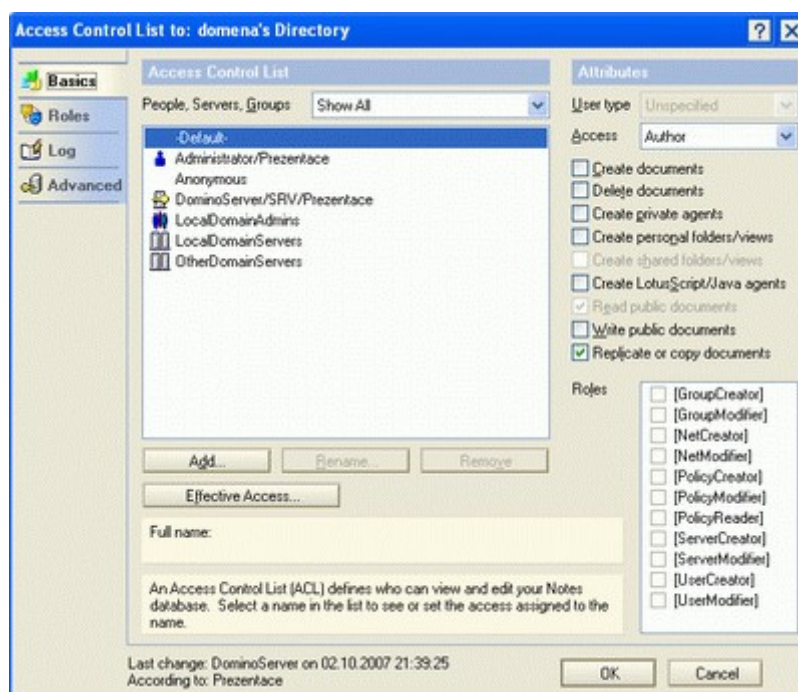 Access Control List to: domena's Directory
Basics
Roles
Log
Advanced
Access Control List
People, Servers, Groups Show All
-Default-
Administrator/Prezentace
Anonymous
DominoServer/SRV/Prezentace
LocalDomainAdmins
LocalDomainServers
OtherDomainServers
Add... Rename... Remove
Effective Access...
Full name:
An Access Control List (ACL) defines who can view and edit your Notes
database. Select a name in the list to see or set the access assigned to the
name.
Attributes
User type Unspecified
Access Author
Create documents
Delete documents
Create private agents
Create personal folders/views
Create shared folders/views
Create LotusScript/Java agents
Read public documents
Write public documents
Replicate or copy documents
Roles
[GroupCreator]
[GroupModifier]
[NetCreator]
[NetModifier]
[PolicyCreator]
[PolicyModifier]
[PolicyReader]
[ServerCreator]
[ServerModifier]
[UserCreator]
[UserModifier]
Last change: DominoServer on 02.10.2007 21:39:25
According to: Prezentace
OK Cancel